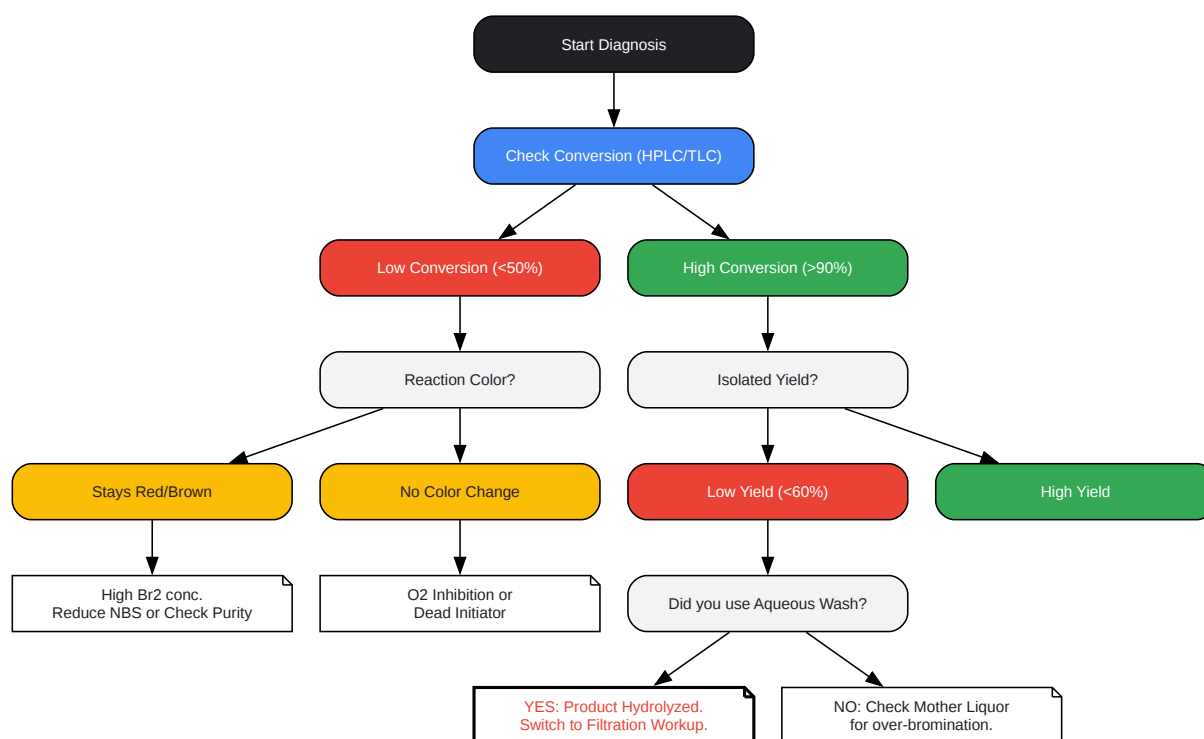 Start Diagnosis
Check Conversion (HPLC/TLC)
Low Conversion (<50%)
High Conversion (>90%)
Reaction Color?
Isolated Yield?
Stays Red/Brown
No Color Change
Low Yield (<60%)
High Yield
High Br2 conc.
Reduce NBS or Check Purity
O2 Inhibition or
Dead Initiator
Did you use Aqueous Wash?
YES: Product Hydrolyzed.
Switch to Filtration Workup.
NO: Check Mother Liquor
for over-bromination.